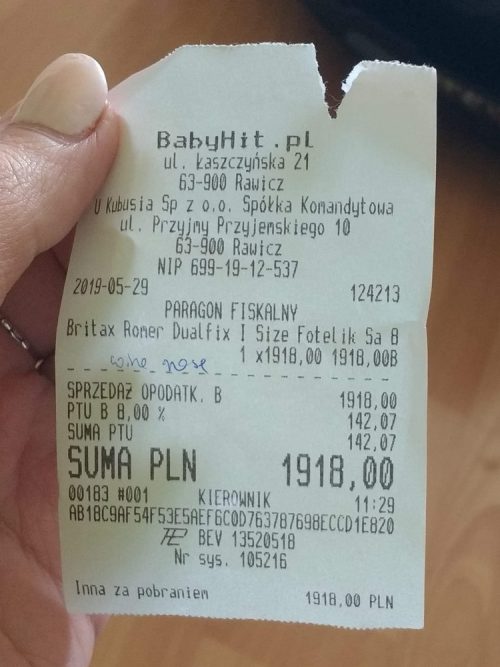 BabyHit.pl
ul. Łaszczyńska 21
63-900 Rawicz
U Kubusia Sp z o.o. Spółka Komandytowa
ul. Przyjmy Przyjemskiego 10
63-900 Rawicz
NIP 699-19-12-537
2019-05-29 124213
PARAGON FISKALNY
Britax Romer Dualfix I Size Fotelik Sa B
1 x1918,00 1918,00B
SPRZEDAŻ OPODATK. B 1918,00
PTU B 8,00 % 142,07
SUMA PTU 142,07
SUMA PLN 1918,00
00183 #001 KIEROWNIK 11:29
AB18C9AF54F53E5AEF6C0D763787698ECCD1E820
BEV 13520518
Nr sys. 105216
Inna za pobraniem 1918,00 PLN